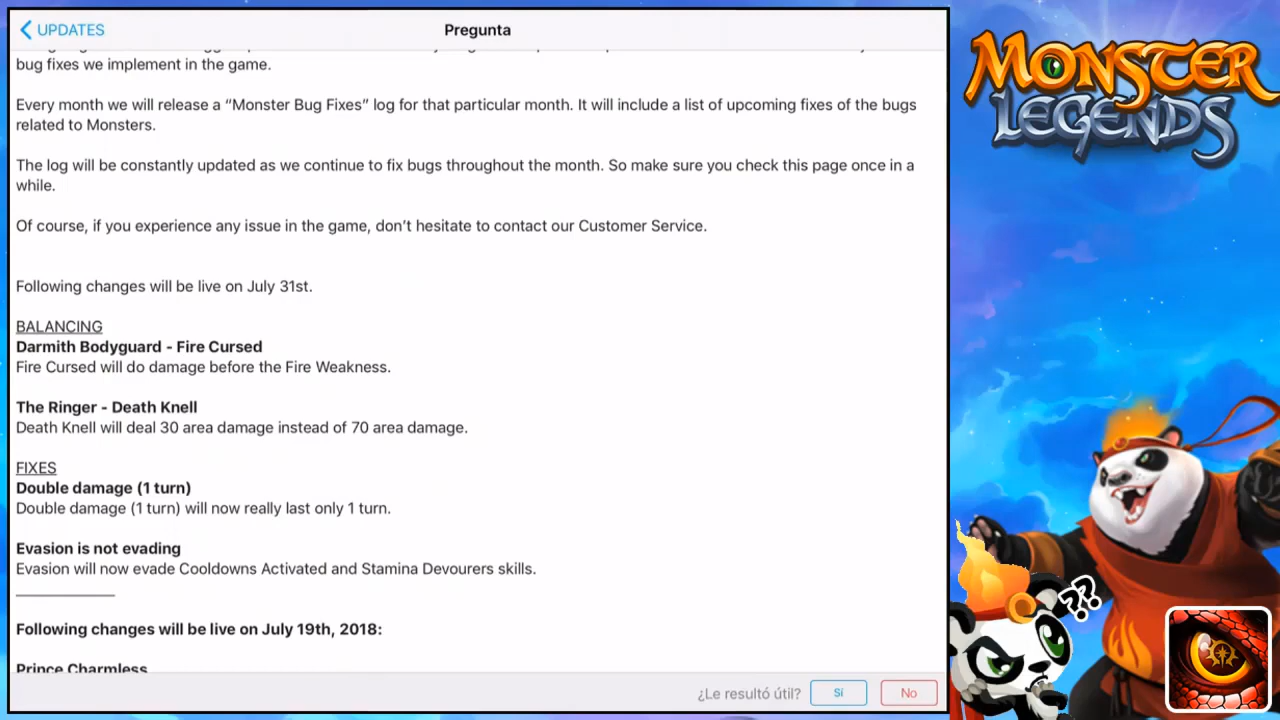 UPDATES
Pregunta
bug fixes we implement in the game.
Every month we will release a “Monster Bug Fixes” log for that particular month. It will include a list of upcoming fixes of the bugs
related to Monsters.
The log will be constantly updated as we continue to fix bugs throughout the month. So make sure you check this page once in a
while.
Of course, if you experience any issue in the game, don’t hesitate to contact our Customer Service.
Following changes will be live on July 31st.
BALANCING
Darmith Bodyguard - Fire Cursed
Fire Cursed will do damage before the Fire Weakness.
The Ringer - Death Knell
Death Knell will deal 30 area damage instead of 70 area damage.
FIXES
Double damage (1 turn)
Double damage (1 turn) will now really last only 1 turn.
Evasion is not evading
Evasion will now evade Cooldowns Activated and Stamina Devourers skills.
Following changes will be live on July 19th, 2018:
Prince Charmless
¿Le resultó útil?
Sí
No
MONSTER
LEGENDS
??